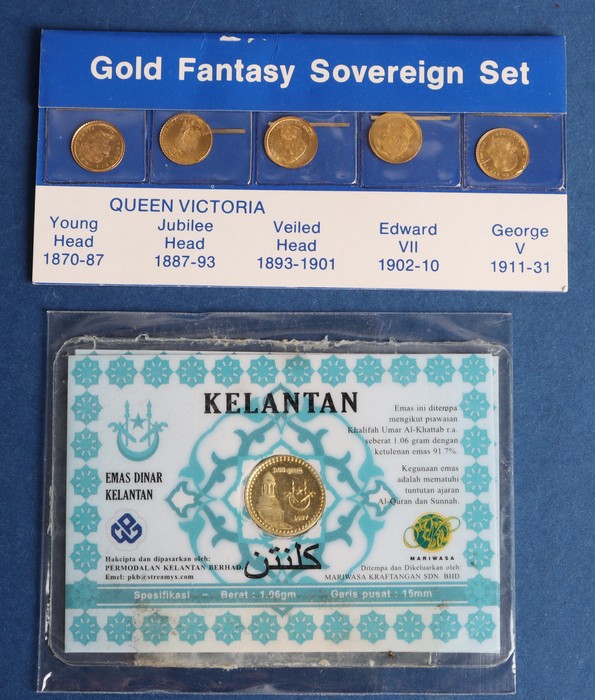 Gold Fantasy Sovereign Set
QUEEN VICTORIA
Young Head 1870-87
Jubilee Head 1887-93
Veiled Head 1893-1901
Edward VII 1902-10
George V 1911-31
KELANTAN
Emas ini ditempa
mengikut piawaian
Khalifah Umar Al-Khattab r.a.
seberat 1.06 gram dengan
ketulenan emas 91.7%.
Kegunaan emas
adalah mematuhi
tuntutan ajaran
Al-Quran dan Sunnah.
EMAS DINAR
KELANTAN
MARIWASA
كلنتن
Hakcipta dan dipasarkan oleh:
PERMODALAN KELANTAN BERHAD.
Emel: pkb@streamyx.com
Ditempa dan Dikeluarkan oleh:
MARIWASA KRAFTANGAN SDN BHD
Spesifikasi - Berat : 1.06gm Garis pusat : 15mm